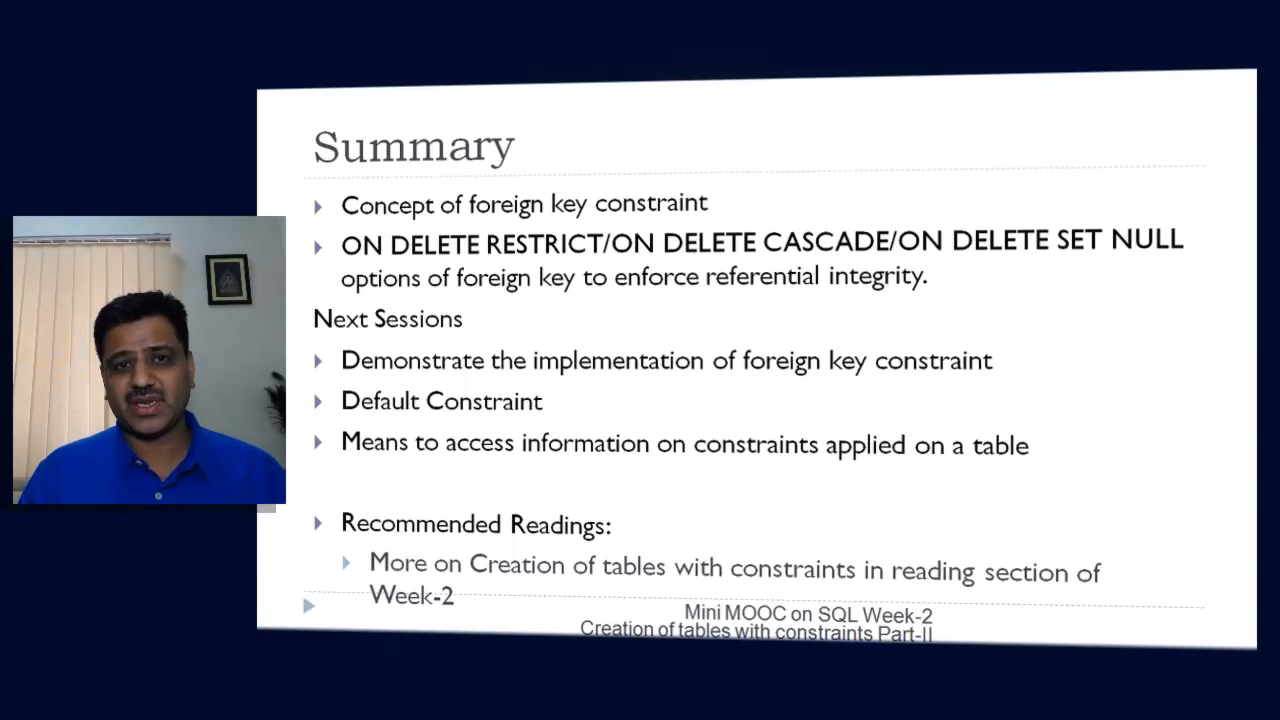 Summary
Concept of foreign key constraint
ON DELETE RESTRICT/ON DELETE CASCADE/ON DELETE SET NULL
options of foreign key to enforce referential integrity.
Next Sessions
Demonstrate the implementation of foreign key constraint
Default Constraint
Means to access information on constraints applied on a table
Recommended Readings:
More on Creation of tables with constraints in reading section of
Week-2
Mini MOOC on SQL Week-2
Creation of tables with constraints Part-II